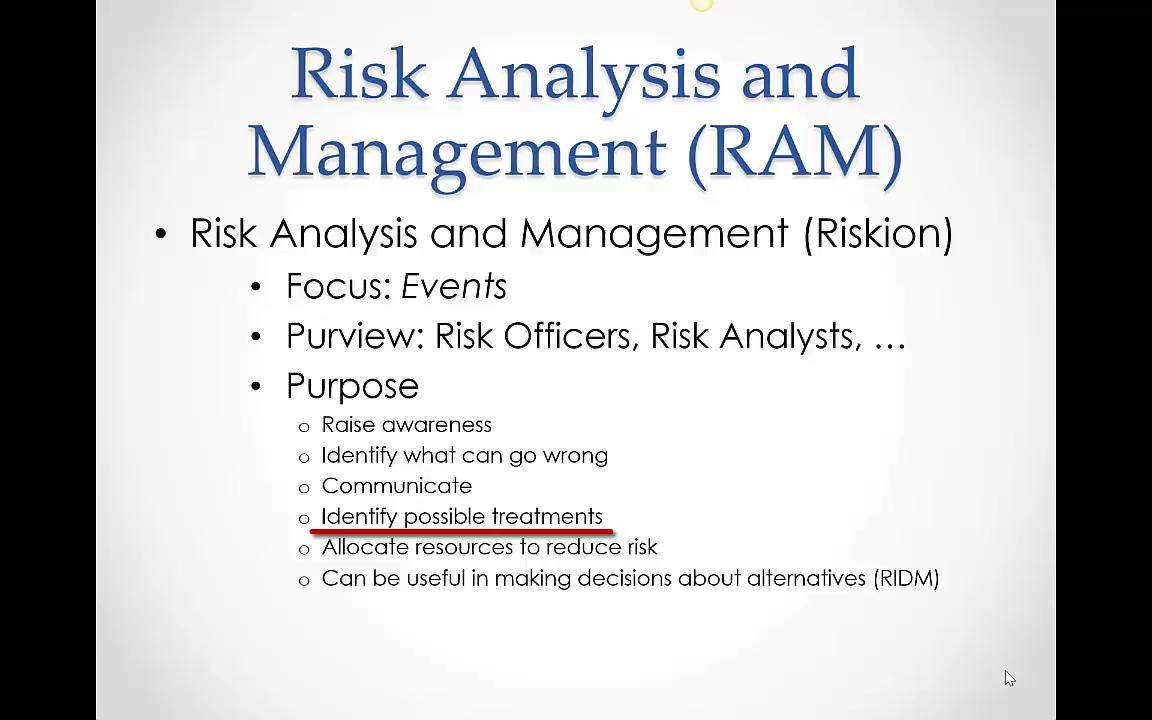 Risk Analysis and
Management (RAM)
• Risk Analysis and Management (Riskion)
• Focus: Events
• Purview: Risk Officers, Risk Analysts, …
• Purpose
o Raise awareness
o Identify what can go wrong
o Communicate
o Identify possible treatments
o Allocate resources to reduce risk
o Can be useful in making decisions about alternatives (RIDM)